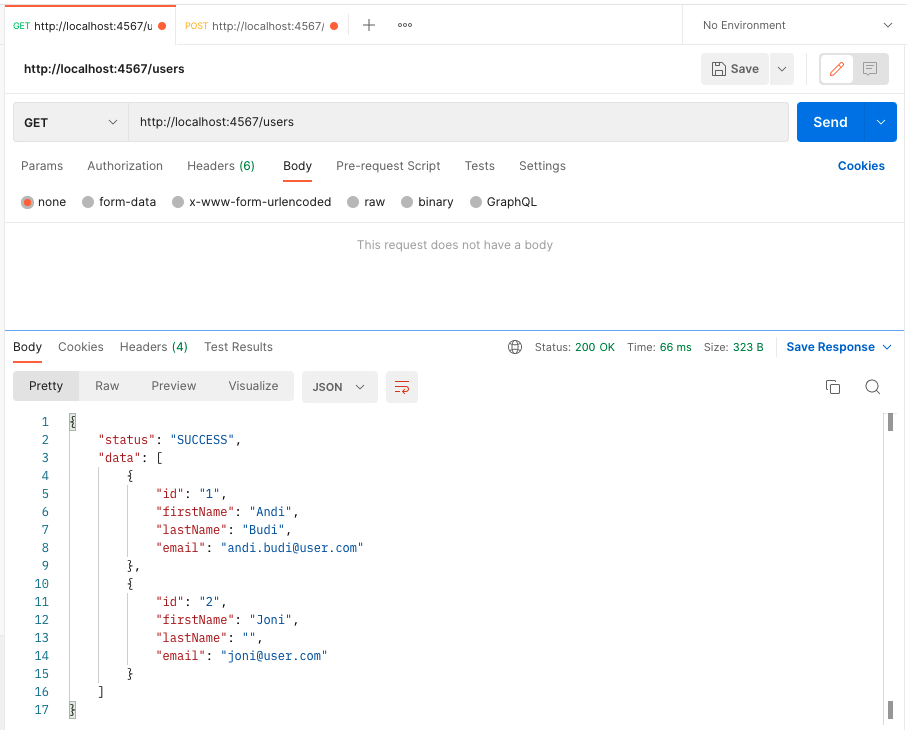 GET http://localhost:4567/u POST http://localhost:4567/ No Environment
http://localhost:4567/users Save
GET http://localhost:4567/users Send
Params Authorization Headers (6) Body Pre-request Script Tests Settings Cookies
none form-data x-www-form-urlencoded raw binary GraphQL
This request does not have a body
Body Cookies Headers (4) Test Results Status: 200 OK Time: 66 ms Size: 323 B Save Response
Pretty Raw Preview Visualize JSON
1 {
2 "status": "SUCCESS",
3 "data": [
4 {
5 "id": "1",
6 "firstName": "Andi",
7 "lastName": "Budi",
8 "email": "andi.budi@user.com"
9 },
10 {
11 "id": "2",
12 "firstName": "Joni",
13 "lastName": "",
14 "email": "joni@user.com"
15 }
16 ]
17 }